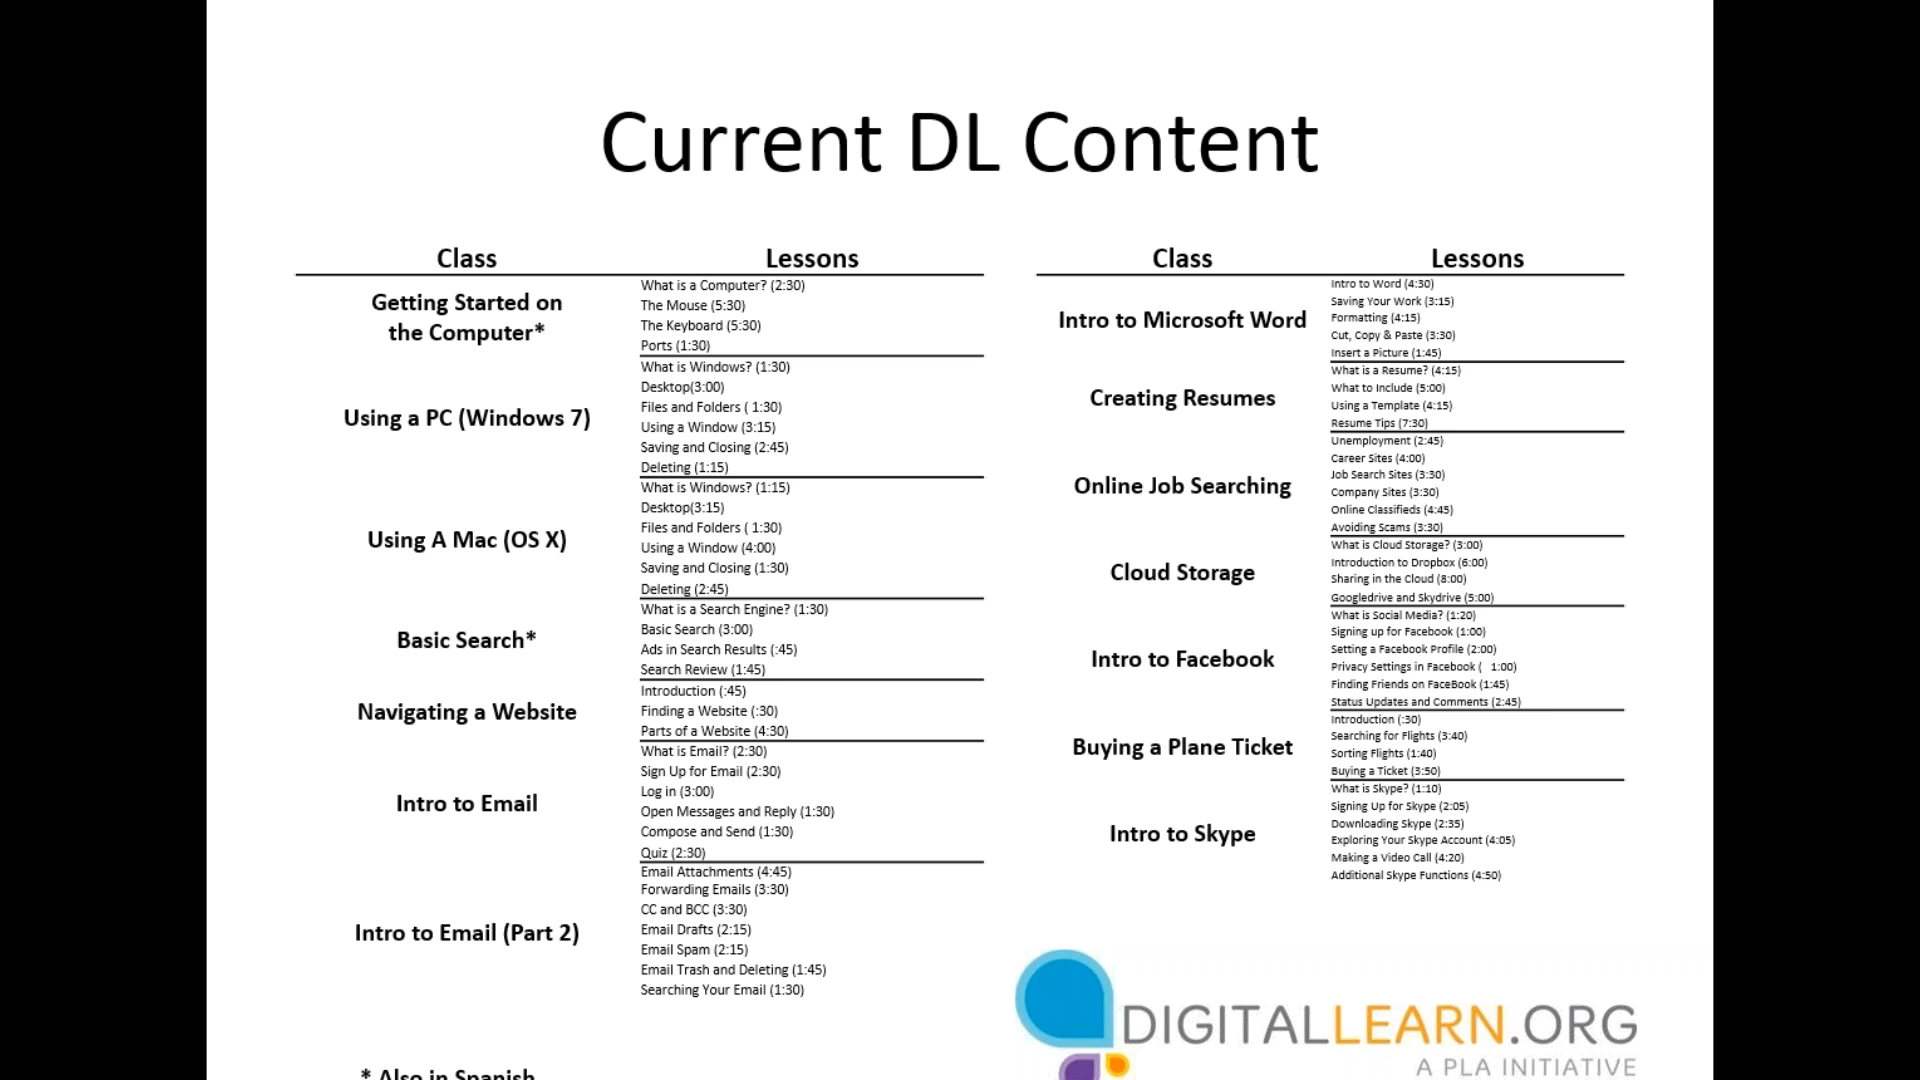 Current DL Content
Class Lessons
Getting Started on
the Computer*
What is a Computer? (2:30)
The Mouse (5:30)
The Keyboard (5:30)
Ports (1:30)
Using a PC (Windows 7)
What is Windows? (1:30)
Desktop(3:00)
Files and Folders ( 1:30)
Using a Window (3:15)
Saving and Closing (2:45)
Deleting (1:15)
Using A Mac (OS X)
What is Windows? (1:15)
Desktop(3:15)
Files and Folders ( 1:30)
Using a Window (4:00)
Saving and Closing (1:30)
Deleting (2:45)
Basic Search*
What is a Search Engine? (1:30)
Basic Search (3:00)
Ads in Search Results (:45)
Search Review (1:45)
Navigating a Website
Introduction (:45)
Finding a Website (:30)
Parts of a Website (4:30)
Intro to Email
What is Email? (2:30)
Sign Up for Email (2:30)
Log in (3:00)
Open Messages and Reply (1:30)
Compose and Send (1:30)
Quiz (2:30)
Intro to Email (Part 2)
Email Attachments (4:45)
Forwarding Emails (3:30)
CC and BCC (3:30)
Email Drafts (2:15)
Email Spam (2:15)
Email Trash and Deleting (1:45)
Searching Your Email (1:30)
* Also in Spanish
Class Lessons
Intro to Microsoft Word
Intro to Word (4:30)
Saving Your Work (3:15)
Formatting (4:15)
Cut, Copy & Paste (3:30)
Insert a Picture (1:45)
Creating Resumes
What is a Resume? (4:15)
What to Include (5:00)
Using a Template (4:15)
Resume Tips (7:30)
Online Job Searching
Unemployment (2:45)
Career Sites (4:00)
Job Search Sites (3:30)
Company Sites (3:30)
Online Classifieds (4:45)
Avoiding Scams (3:30)
Cloud Storage
What is Cloud Storage? (3:00)
Introduction to Dropbox (6:00)
Sharing in the Cloud (8:00)
Googledrive and Skydrive (5:00)
Intro to Facebook
What is Social Media? (1:20)
Signing up for Facebook (1:00)
Setting a Facebook Profile (2:00)
Privacy Settings in Facebook ( 1:00)
Finding Friends on FaceBook (1:45)
Status Updates and Comments (2:45)
Buying a Plane Ticket
Introduction (:30)
Searching for Flights (3:40)
Sorting Flights (1:40)
Buying a Ticket (3:50)
Intro to Skype
What is Skype? (1:10)
Signing Up for Skype (2:05)
Downloading Skype (2:35)
Exploring Your Skype Account (4:05)
Making a Video Call (4:20)
Additional Skype Functions (4:50)
DIGITALLEARN.ORG
A PLA INITIATIVE